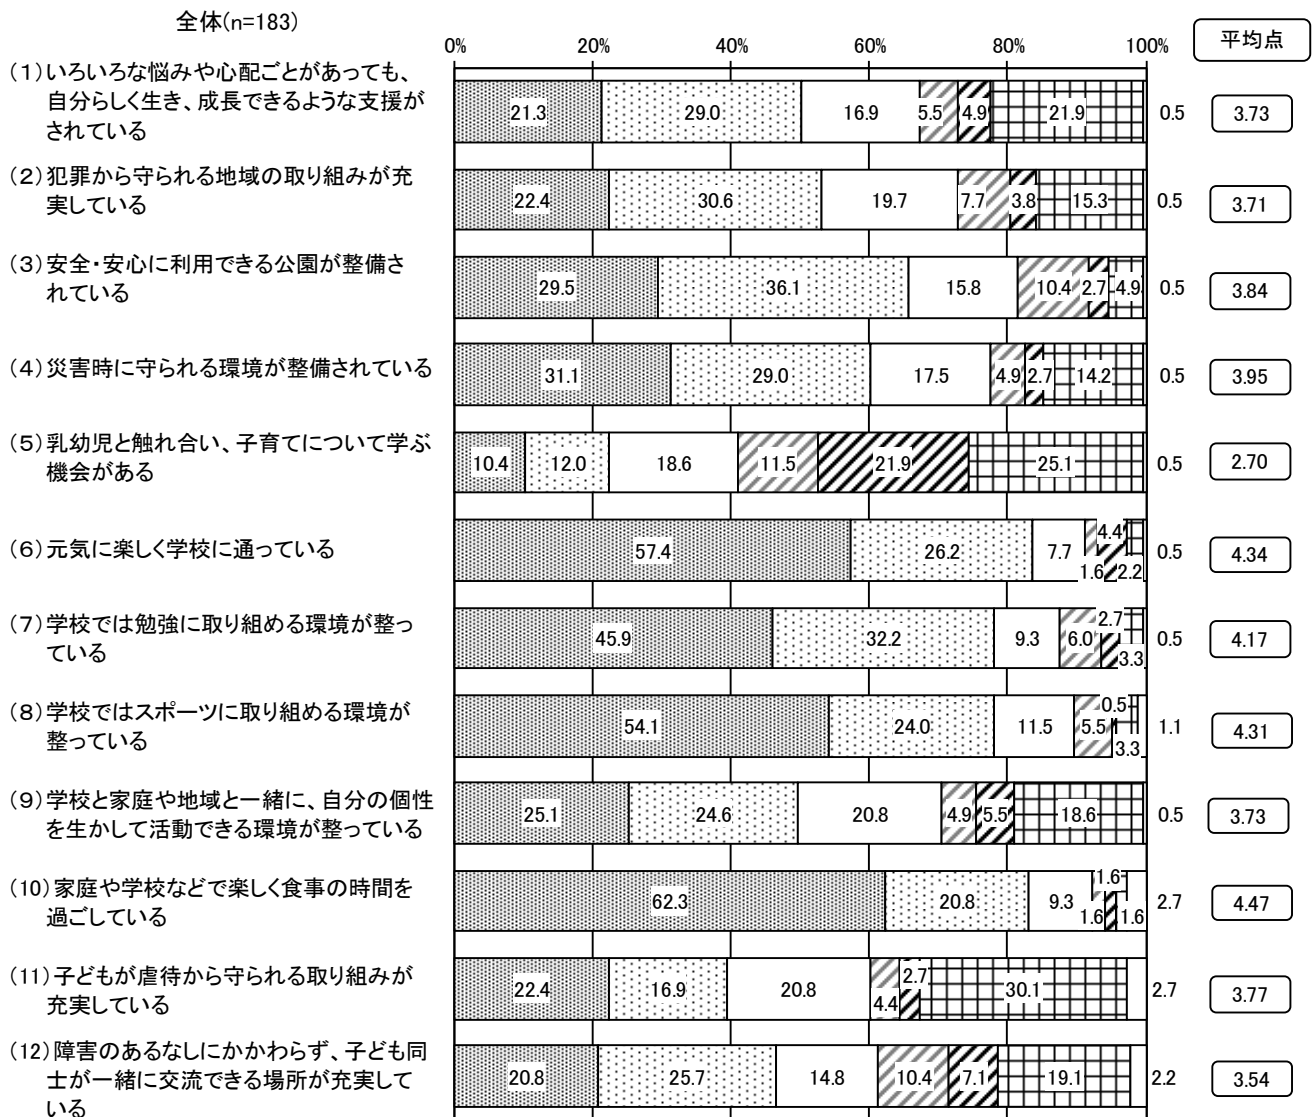 全体(n=183)
0% 20% 40% 60% 80% 100% 平均点
(1)いろいろな悩みや心配ごとがあっても、
自分らしく生き、成長できるような支援が
されている
21.3 29.0 16.9 5.5 4.9 21.9 0.5 3.73
(2)犯罪から守られる地域の取り組みが充
実している
22.4 30.6 19.7 7.7 3.8 15.3 0.5 3.71
(3)安全・安心に利用できる公園が整備さ
れている
29.5 36.1 15.8 10.4 2.7 4.9 0.5 3.84
(4)災害時に守られる環境が整備されている
31.1 29.0 17.5 4.9 2.7 14.2 0.5 3.95
(5)乳幼児と触れ合い、子育てについて学ぶ
機会がある
10.4 12.0 18.6 11.5 21.9 25.1 0.5 2.70
(6)元気に楽しく学校に通っている
57.4 26.2 7.7 1.6 4.4 2.2 0.5 4.34
(7)学校では勉強に取り組める環境が整っ
ている
45.9 32.2 9.3 6.0 2.7 3.3 0.5 4.17
(8)学校ではスポーツに取り組める環境が
整っている
54.1 24.0 11.5 5.5 0.5 3.3 1.1 4.31
(9)学校と家庭や地域と一緒に、自分の個性
を生かして活動できる環境が整っている
25.1 24.6 20.8 4.9 5.5 18.6 0.5 3.73
(10)家庭や学校などで楽しく食事の時間を
過ごしている
62.3 20.8 9.3 1.6 1.6 1.6 2.7 4.47
(11)子どもが虐待から守られる取り組みが
充実している
22.4 16.9 20.8 4.4 2.7 30.1 2.7 3.77
(12)障害のあるなしにかかわらず、子ども同
士が一緒に交流できる場所が充実して
いる
20.8 25.7 14.8 10.4 7.1 19.1 2.2 3.54